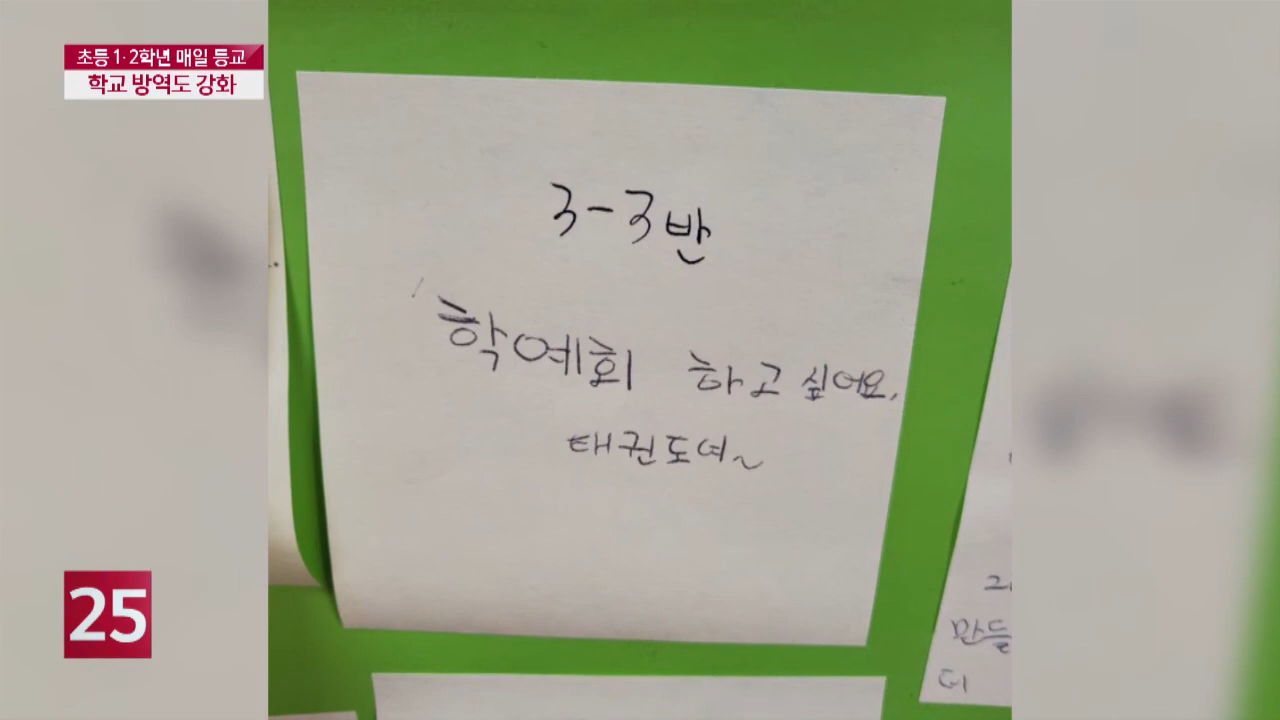 초등 1·2학년 매일 등교
학교 방역도 강화
3-3반
학예회 하고 싶어요.
태권도여~
만들
더
25